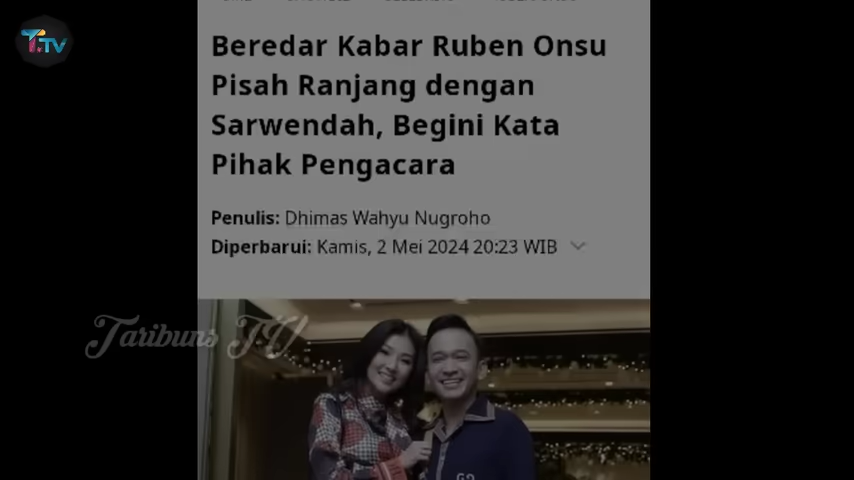 T.TV
Beredar Kabar Ruben Onsu
Pisah Ranjang dengan
Sarwendah, Begini Kata
Pihak Pengacara
Penulis: Dhimas Wahyu Nugroho
Diperbarui: Kamis, 2 Mei 2024 20:23 WIB
Taribuns T.V